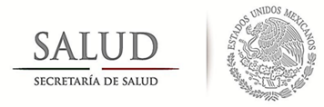 SALUD
SECRETARÍA DE SALUD
ESTADOS UNIDOS MEXICANOS